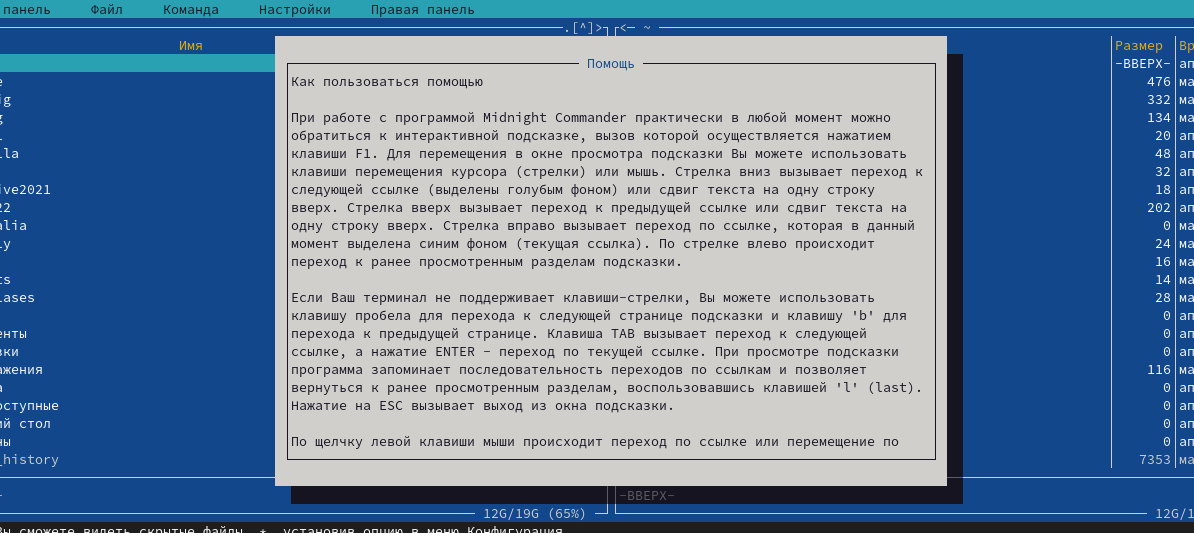 панель Файл Команда Настройки Правая панель
.[^]> <─ ~
Имя Размер Вр
Помощь
-ВВЕРХ- ап
Как пользоваться помощью
е 476 ма
ig 332 ма
При работе с программой Midnight Commander практически в любой момент можно
g 134 ма
обратиться к интерактивной подсказке, вызов которой осуществляется нажатием
20 ап
клавиши F1. Для перемещения в окне просмотра подсказки Вы можете использовать
lla 48 ап
клавиши перемещения курсора (стрелки) или мышь. Стрелка вниз вызывает переход к
32 ма
следующей ссылке (выделены голубым фоном) или сдвиг текста на одну строку
ive2021 18 ап
вверх. Стрелка вверх вызывает переход к предыдущей ссылке или сдвиг текста на
22 202 ап
одну строку вверх. Стрелка вправо вызывает переход по ссылке, которая в данный
alia 0 ма
момент выделена синим фоном (текущая ссылка). По стрелке влево происходит
ly 24 ма
переход к ранее просмотренным разделам подсказки.
16 ма
ts 14 ма
Если Ваш терминал не поддерживает клавиши-стрелки, Вы можете использовать
lases 28 ма
клавишу пробела для перехода к следующей странице подсказки и клавишу 'b' для
0 ма
перехода к предыдущей странице. Клавиша TAB вызывает переход к следующей
енты 0 ап
ссылке, а нажатие ENTER - переход по текущей ссылке. При просмотре подсказки
зки 0 ап
программа запоминает последовательность переходов по ссылкам и позволяет
ажения 116 ма
вернуться к ранее просмотренным разделам, воспользовавшись клавишей 'l' (last).
а 0 ап
Нажатие на ESC вызывает выход из окна подсказки.
оступные 0 ап
ий стол 0 ап
По щелчку левой клавиши мыши происходит переход по ссылке или перемещение по
ны 0 ап
_history 7353 ма
-ВВЕРХ-
12G/19G (65%) 12G/1
Вы сможете видеть скрытые файлы .*, установив опцию в меню Конфигурация.